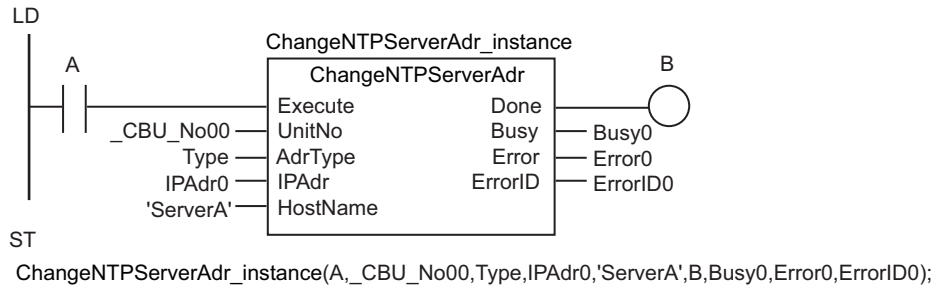 LD
ChangeNTPServerAdr_instance
A
ChangeNTPServerAdr
B
Execute Done
_CBU_No00 UnitNo Busy Busy0
Type AdrType Error Error0
IPAdr0 IPAdr ErrorID ErrorID0
'ServerA' HostName
ST
ChangeNTPServerAdr_instance(A,_CBU_No00,Type,IPAdr0,'ServerA',B,Busy0,Error0,ErrorID0);